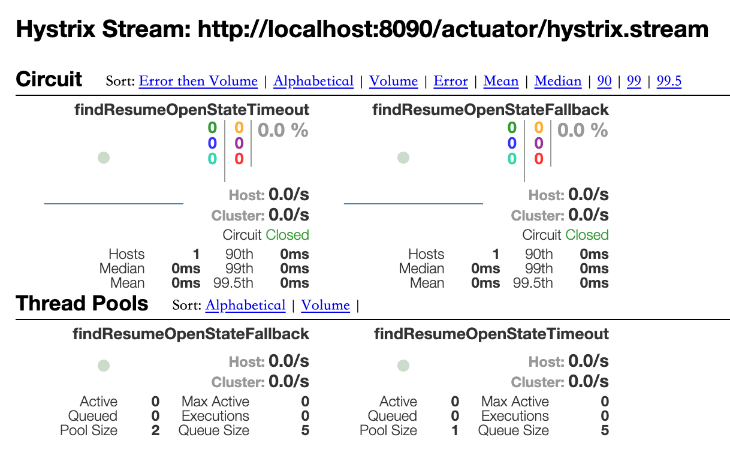 Hystrix Stream: http://localhost:8090/actuator/hystrix.stream
Circuit Sort: Error then Volume | Alphabetical | Volume | Error | Mean | Median | 90 | 99 | 99.5
findResumeOpenStateTimeout findResumeOpenStateFallback
0 0 0.0 % 0 0 0.0 %
0 0 0 0
0 0 0 0
Host: 0.0/s Host: 0.0/s
Cluster: 0.0/s Cluster: 0.0/s
Circuit Closed Circuit Closed
Hosts 1 90th 0ms Hosts 1 90th 0ms
Median 0ms 99th 0ms Median 0ms 99th 0ms
Mean 0ms 99.5th 0ms Mean 0ms 99.5th 0ms
Thread Pools Sort: Alphabetical | Volume |
findResumeOpenStateFallback findResumeOpenStateTimeout
Host: 0.0/s Host: 0.0/s
Cluster: 0.0/s Cluster: 0.0/s
Active 0 Max Active 0 Active 0 Max Active 0
Queued 0 Executions 0 Queued 0 Executions 0
Pool Size 2 Queue Size 5 Pool Size 1 Queue Size 5